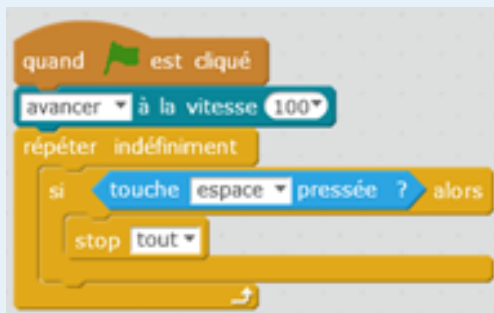 quand est cliqué
avancer à la vitesse 100
répéter indéfiniment
si touche espace pressée ? alors
stop tout